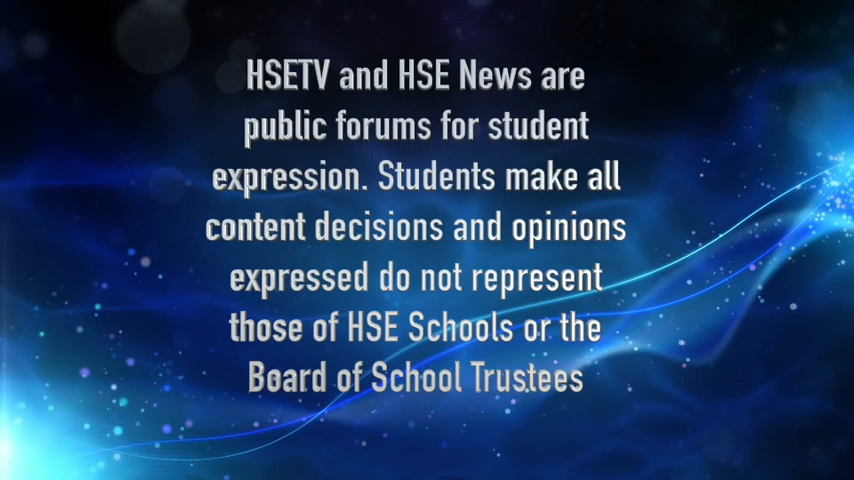 HSETV and HSE News are
public forums for student
expression. Students make all
content decisions and opinions
expressed do not represent
those of HSE Schools or the
Board of School Trustees